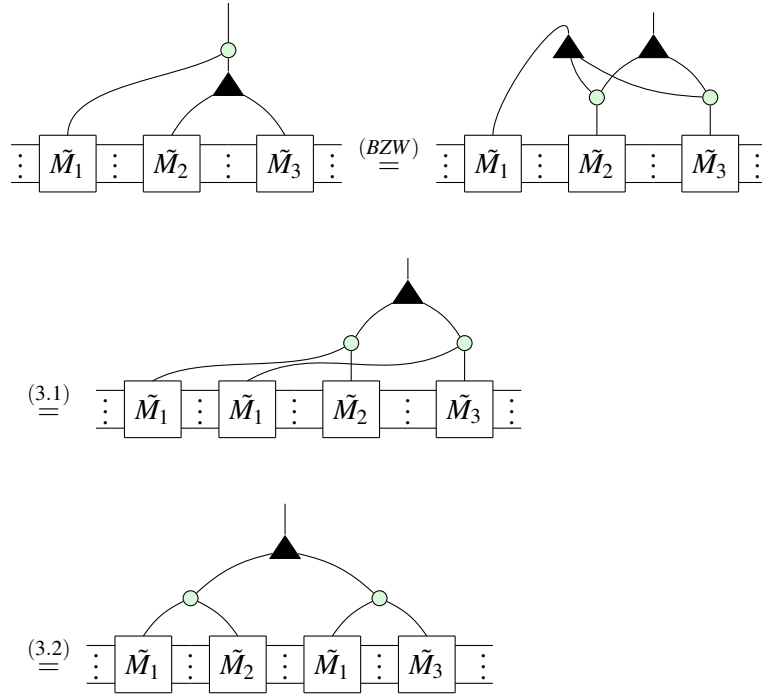 M̃₁ ⋮ M̃₂ ⋮ M̃₃ (BZW) = M̃₁ ⋮ M̃₂ ⋮ M̃₃
(3.1) = M̃₁ ⋮ M̃₁ ⋮ M̃₂ ⋮ M̃₃
(3.2) = M̃₁ ⋮ M̃₂ ⋮ M̃₁ ⋮ M̃₃